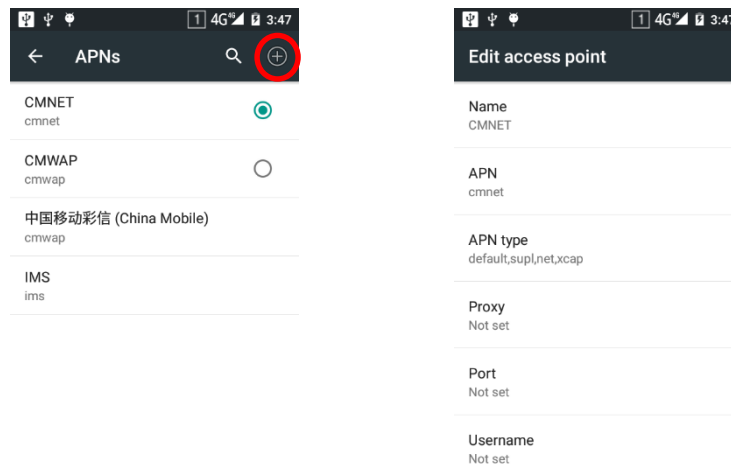 1 4G 4G 3:47
APNs
CMNET
cmnet
CMWAP
cmwap
中国移动彩信 (China Mobile)
cmwap
IMS
ims
1 4G 4G 3:47
Edit access point
Name
CMNET
APN
cmnet
APN type
default,supl,net,xcap
Proxy
Not set
Port
Not set
Username
Not set